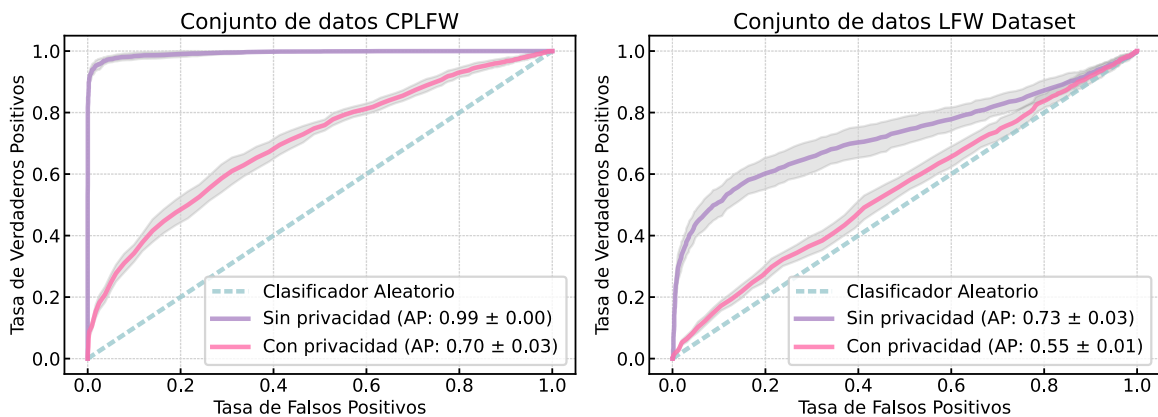 Conjunto de datos CPLFW
Tasa de Verdaderos Positivos
1.0
0.8
0.6
0.4
0.2
0.0
Clasificador Aleatorio
Sin privacidad (AP: 0.99 ± 0.00)
Con privacidad (AP: 0.70 ± 0.03)
0.0 0.2 0.4 0.6 0.8 1.0
Tasa de Falsos Positivos
Conjunto de datos LFW Dataset
Tasa de Verdaderos Positivos
1.0
0.8
0.6
0.4
0.2
0.0
Clasificador Aleatorio
Sin privacidad (AP: 0.73 ± 0.03)
Con privacidad (AP: 0.55 ± 0.01)
0.0 0.2 0.4 0.6 0.8 1.0
Tasa de Falsos Positivos